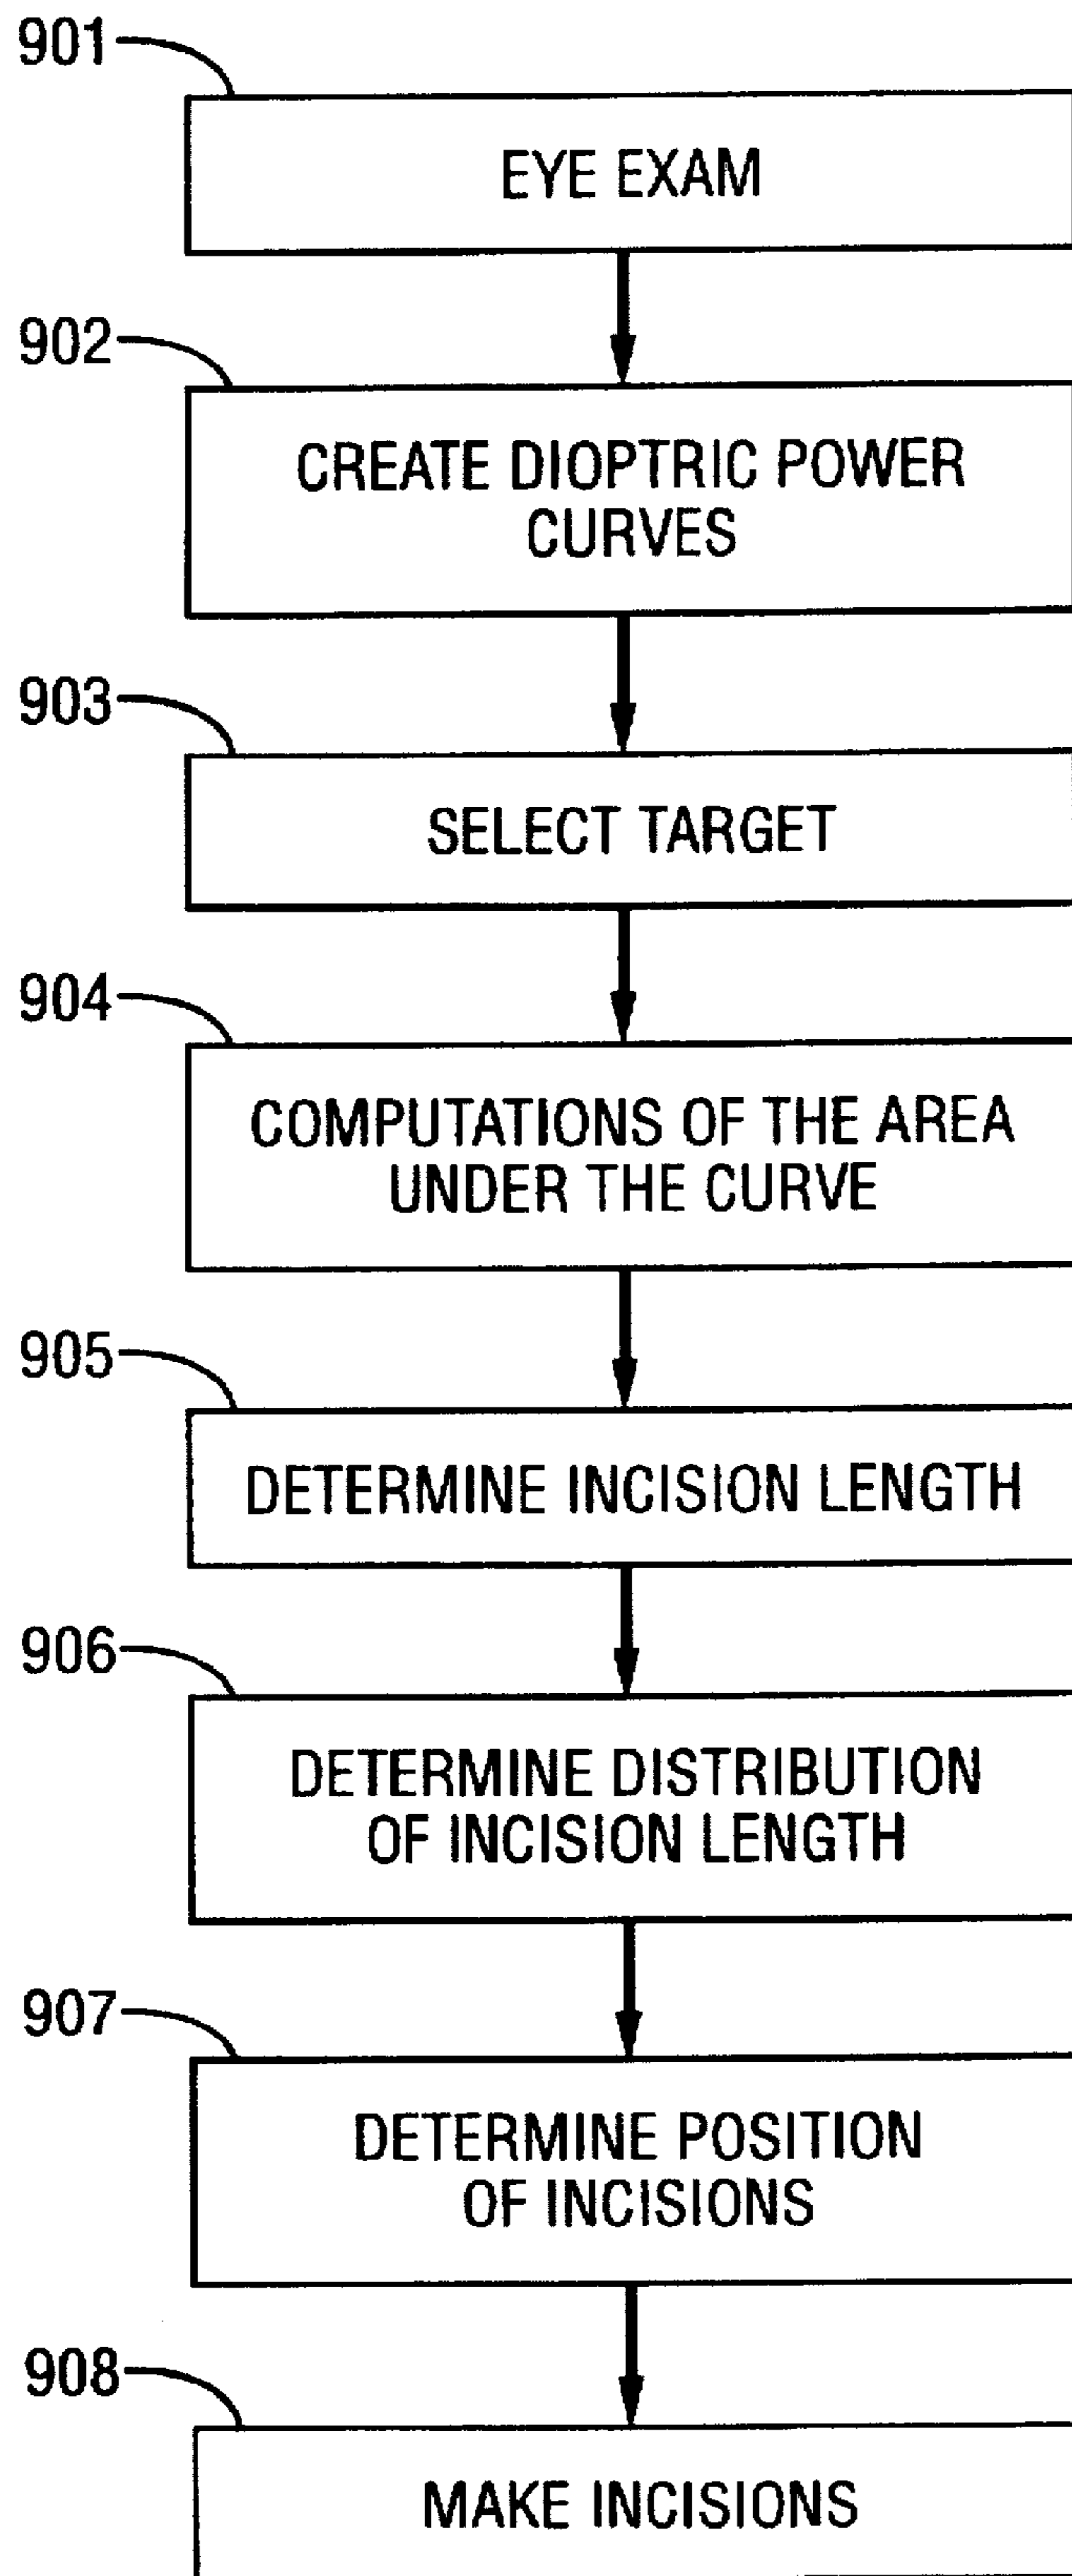 901
EYE EXAM
902
CREATE DIOPTRIC POWER
CURVES
903
SELECT TARGET
904
COMPUTATIONS OF THE AREA
UNDER THE CURVE
905
DETERMINE INCISION LENGTH
906
DETERMINE DISTRIBUTION
OF INCISION LENGTH
907
DETERMINE POSITION
OF INCISIONS
908
MAKE INCISIONS